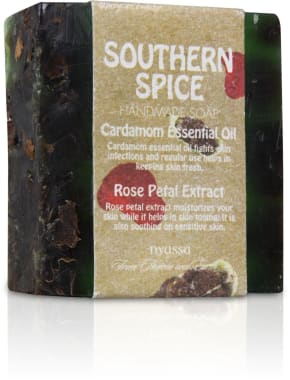 SOUTHERN
SPICE
HANDMADE SOAP
Cardamom Essential Oil
Cardamom essential oil fights skin
infections and regular use helps in
keeping skin fresh.
Rose Petal Extract
Rose petal extract moisturizes your
skin while it helps in skin toning. It is
also soothing on sensitive skin.
nyassa